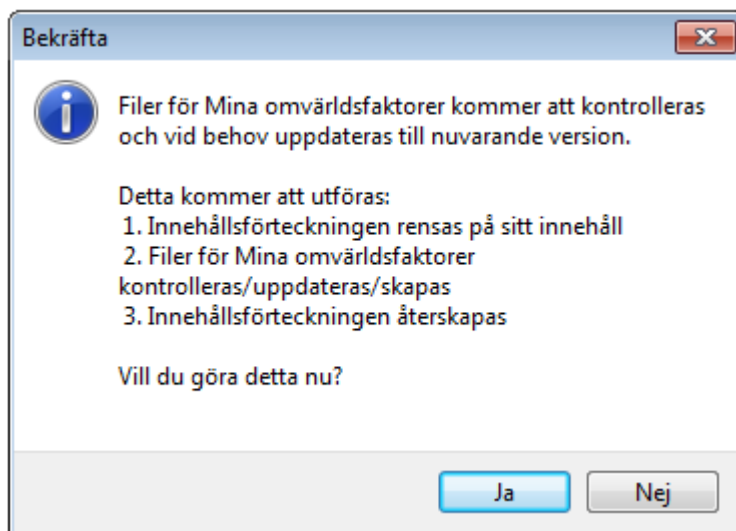 Bekräfta
Filer för Mina omvärldsfaktorer kommer att kontrolleras
och vid behov uppdateras till nuvarande version.
Detta kommer att utföras:
1. Innehållsförteckningen rensas på sitt innehåll
2. Filer för Mina omvärldsfaktorer
kontrolleras/uppdateras/skapas
3. Innehållsförteckningen återskapas
Vill du göra detta nu?
Ja
Nej